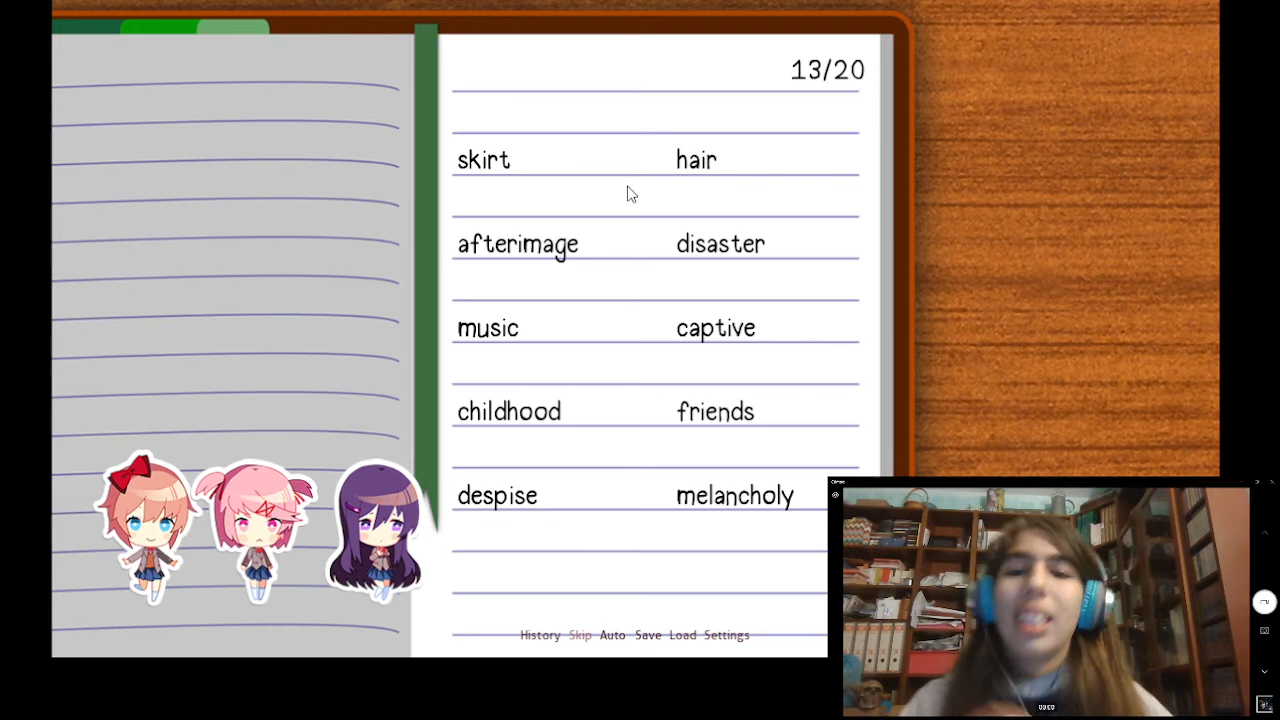 13/20
skirt hair
afterimage disaster
music captive
childhood friends
despise melancholy
History Skip Auto Save Load Settings